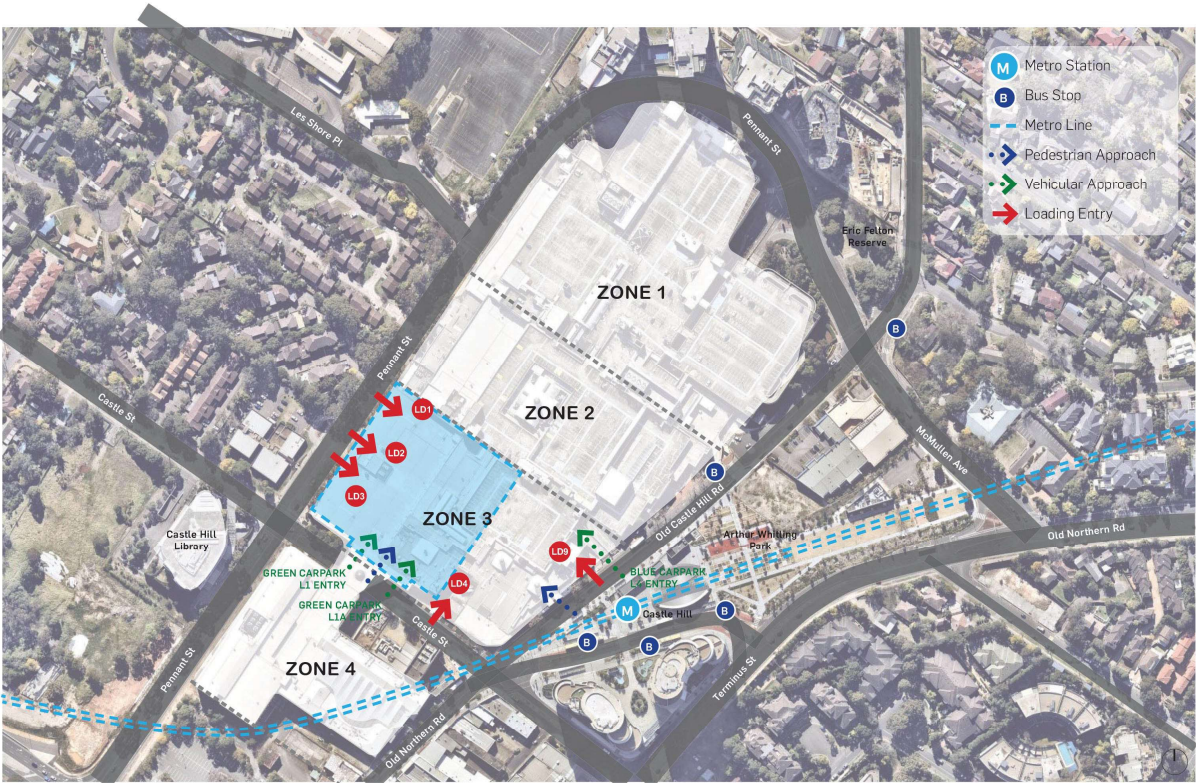 M Metro Station
B Bus Stop
Metro Line
Pedestrian Approach
Vehicular Approach
Loading Entry
Les Shore Pl
Pennant St
Eric Felton
Reserve
ZONE 1
B
Pennant St
Castle St
LD1
ZONE 2
LD2
McMullen Ave
B
LD3
ZONE 3
Old Castle Hill Rd
Castle Hill
Library
Arthur Whitling
Park
Old Northern Rd
LD9
GREEN CARPARK
L1 ENTRY
BLUE CARPARK
L4 ENTRY
LD4
GREEN CARPARK
L1A ENTRY
M
Castle Hill
B
Castle St
B
B
Pennant St
ZONE 4
Terminus St
Old Northern Rd